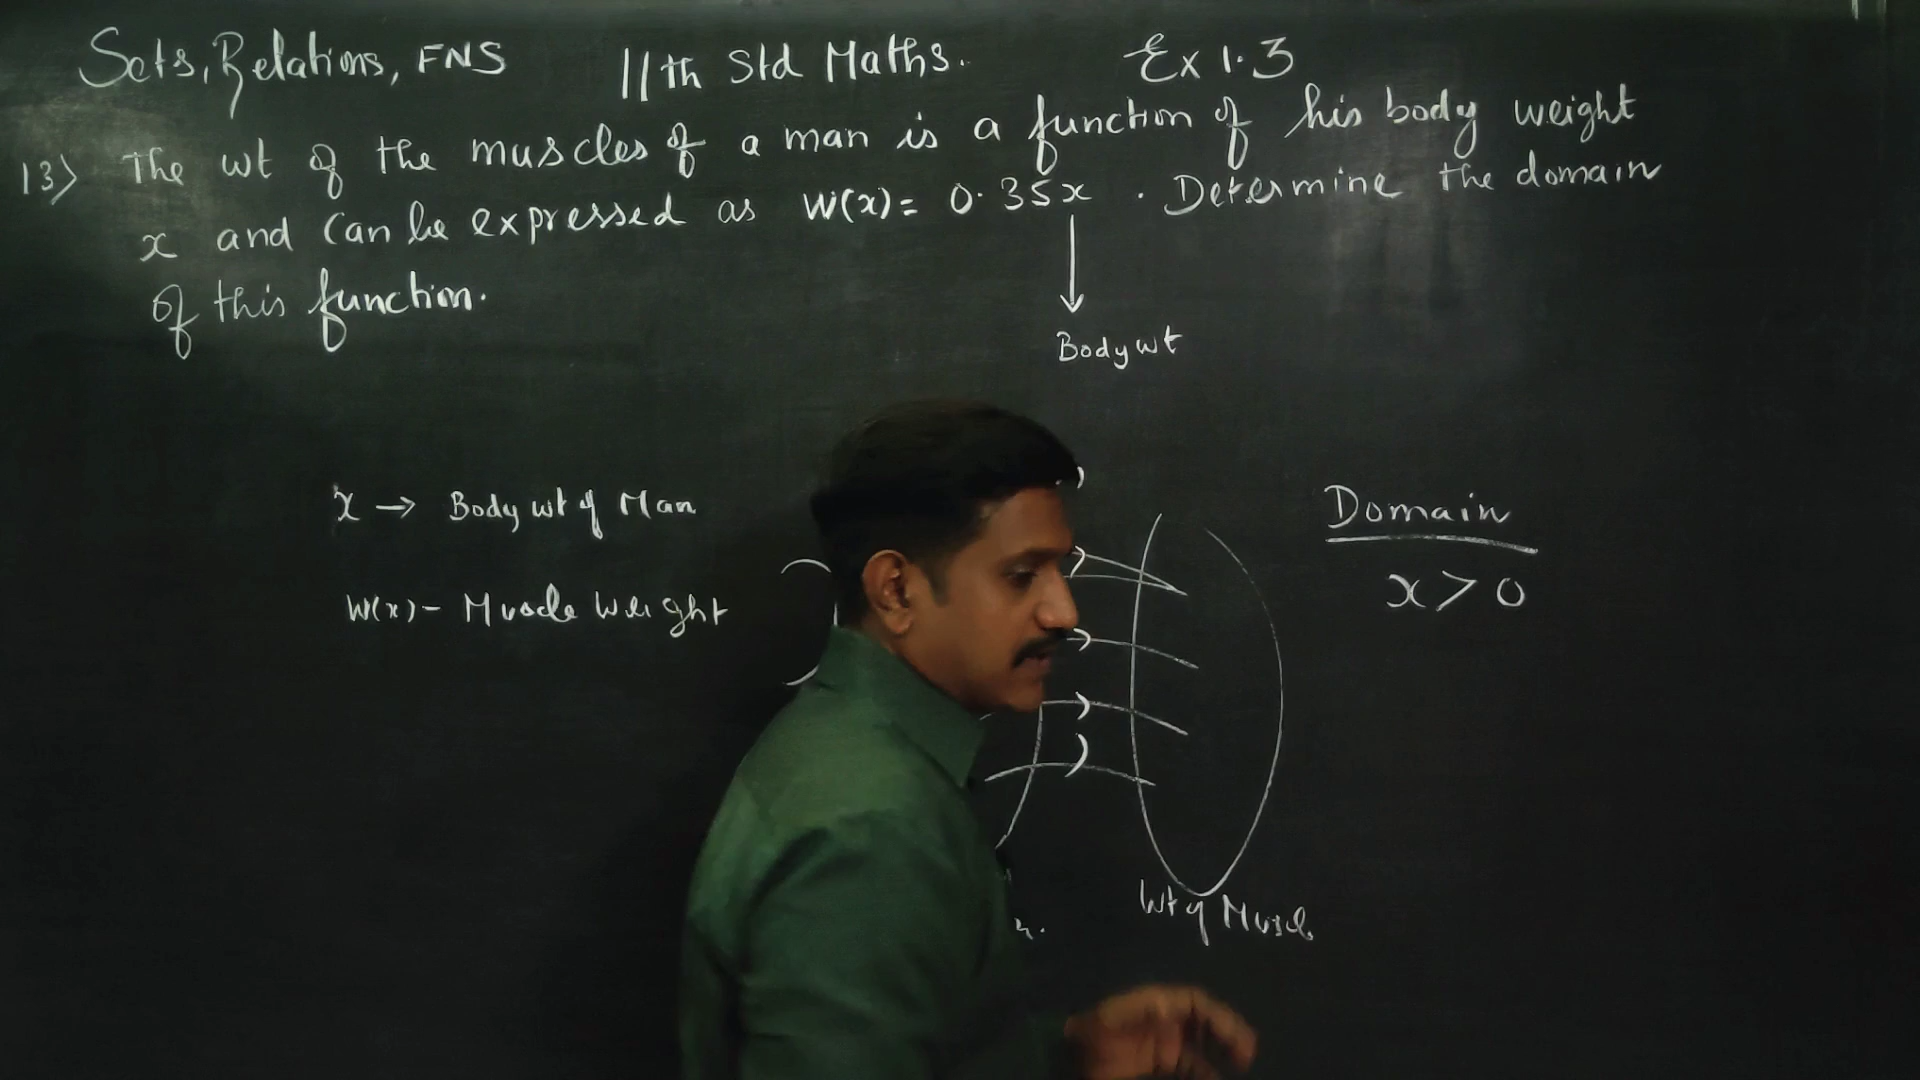 Sets, Relations, FNS 11th Std Maths. Ex 1.3
13) The wt of the muscles of a man is a function of his body weight
x and can be expressed as W(x) = 0.35x . Determine the domain
of this function.
Body wt
x → Body wt of Man
W(x) - Muscle Weight
Domain
x > 0
Wt of Muscle